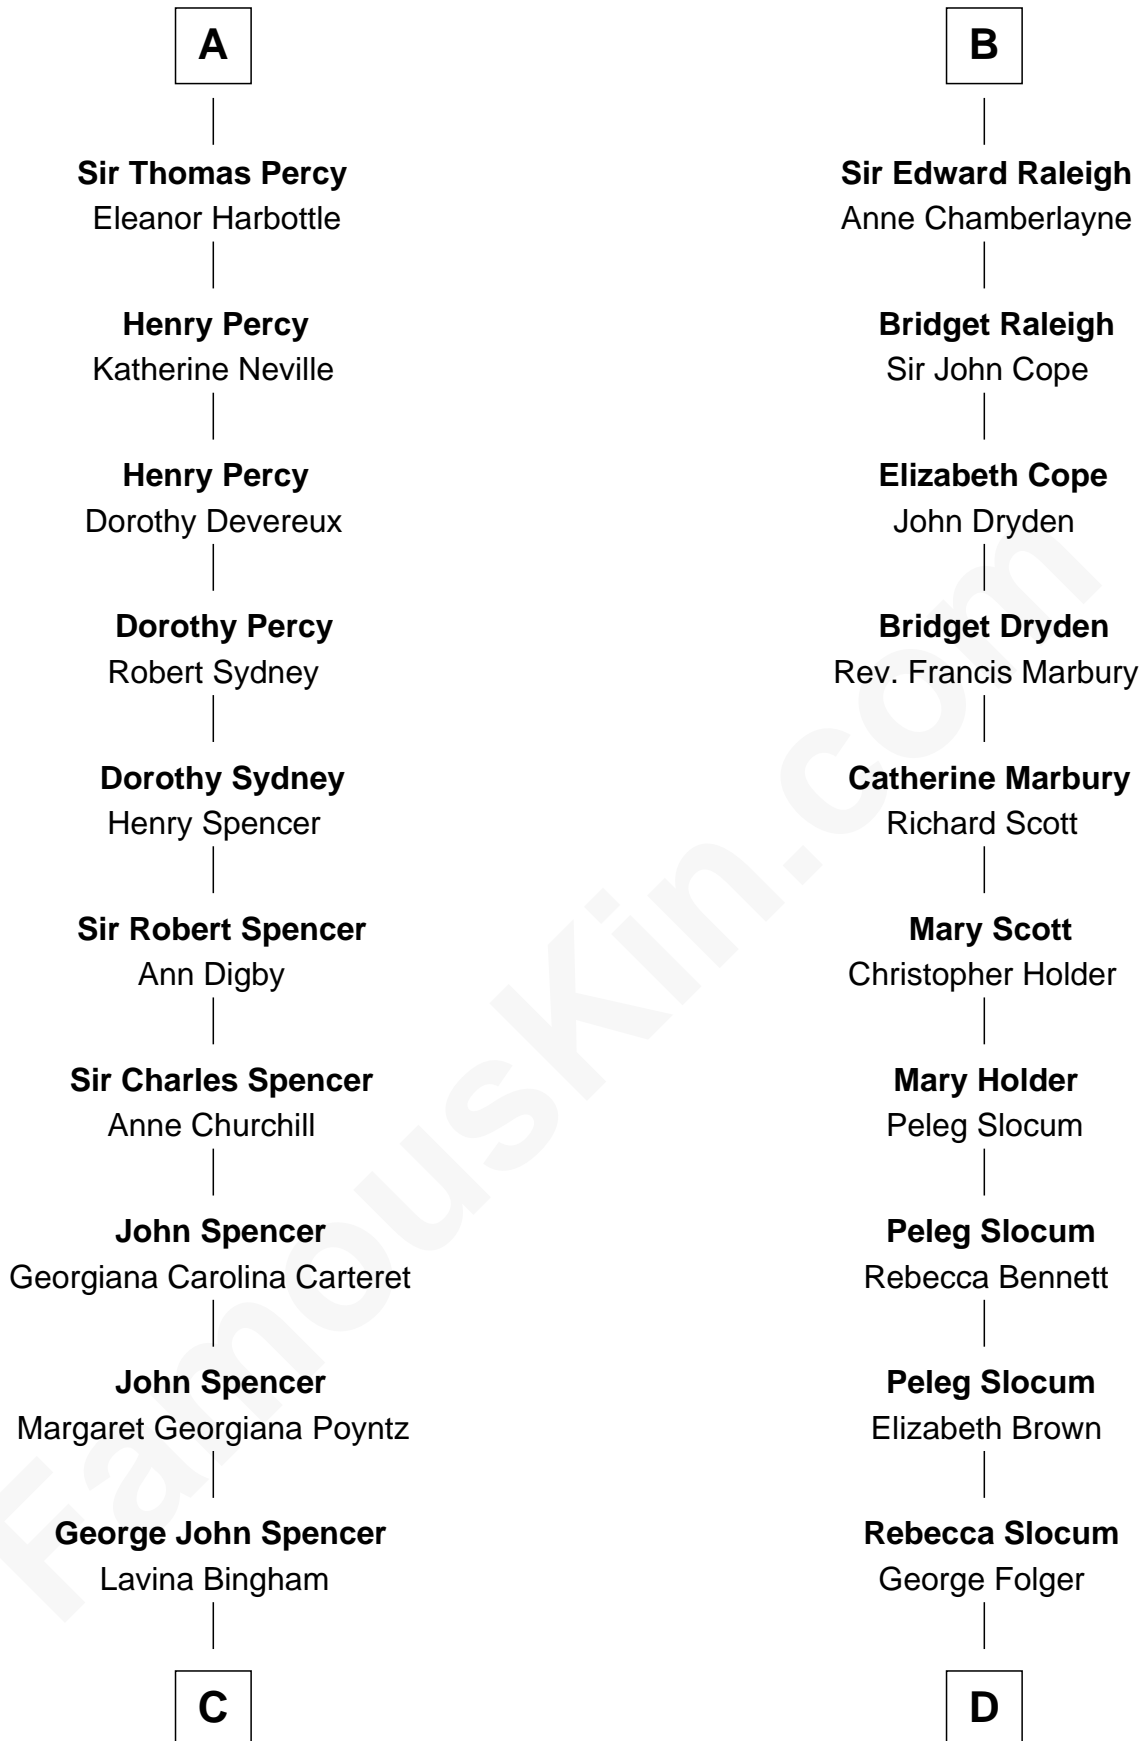 A
Sir Thomas Percy
Eleanor Harbottle
Henry Percy
Katherine Neville
Henry Percy
Dorothy Devereux
Dorothy Percy
Robert Sydney
Dorothy Sydney
Henry Spencer
Sir Robert Spencer
Ann Digby
Sir Charles Spencer
Anne Churchill
John Spencer
Georgiana Carolina Carteret
John Spencer
Margaret Georgiana Poyntz
George John Spencer
Lavina Bingham
C
B
Sir Edward Raleigh
Anne Chamberlayne
Bridget Raleigh
Sir John Cope
Elizabeth Cope
John Dryden
Bridget Dryden
Rev. Francis Marbury
Catherine Marbury
Richard Scott
Mary Scott
Christopher Holder
Mary Holder
Peleg Slocum
Peleg Slocum
Rebecca Bennett
Peleg Slocum
Elizabeth Brown
Rebecca Slocum
George Folger
D
FamousKin.com